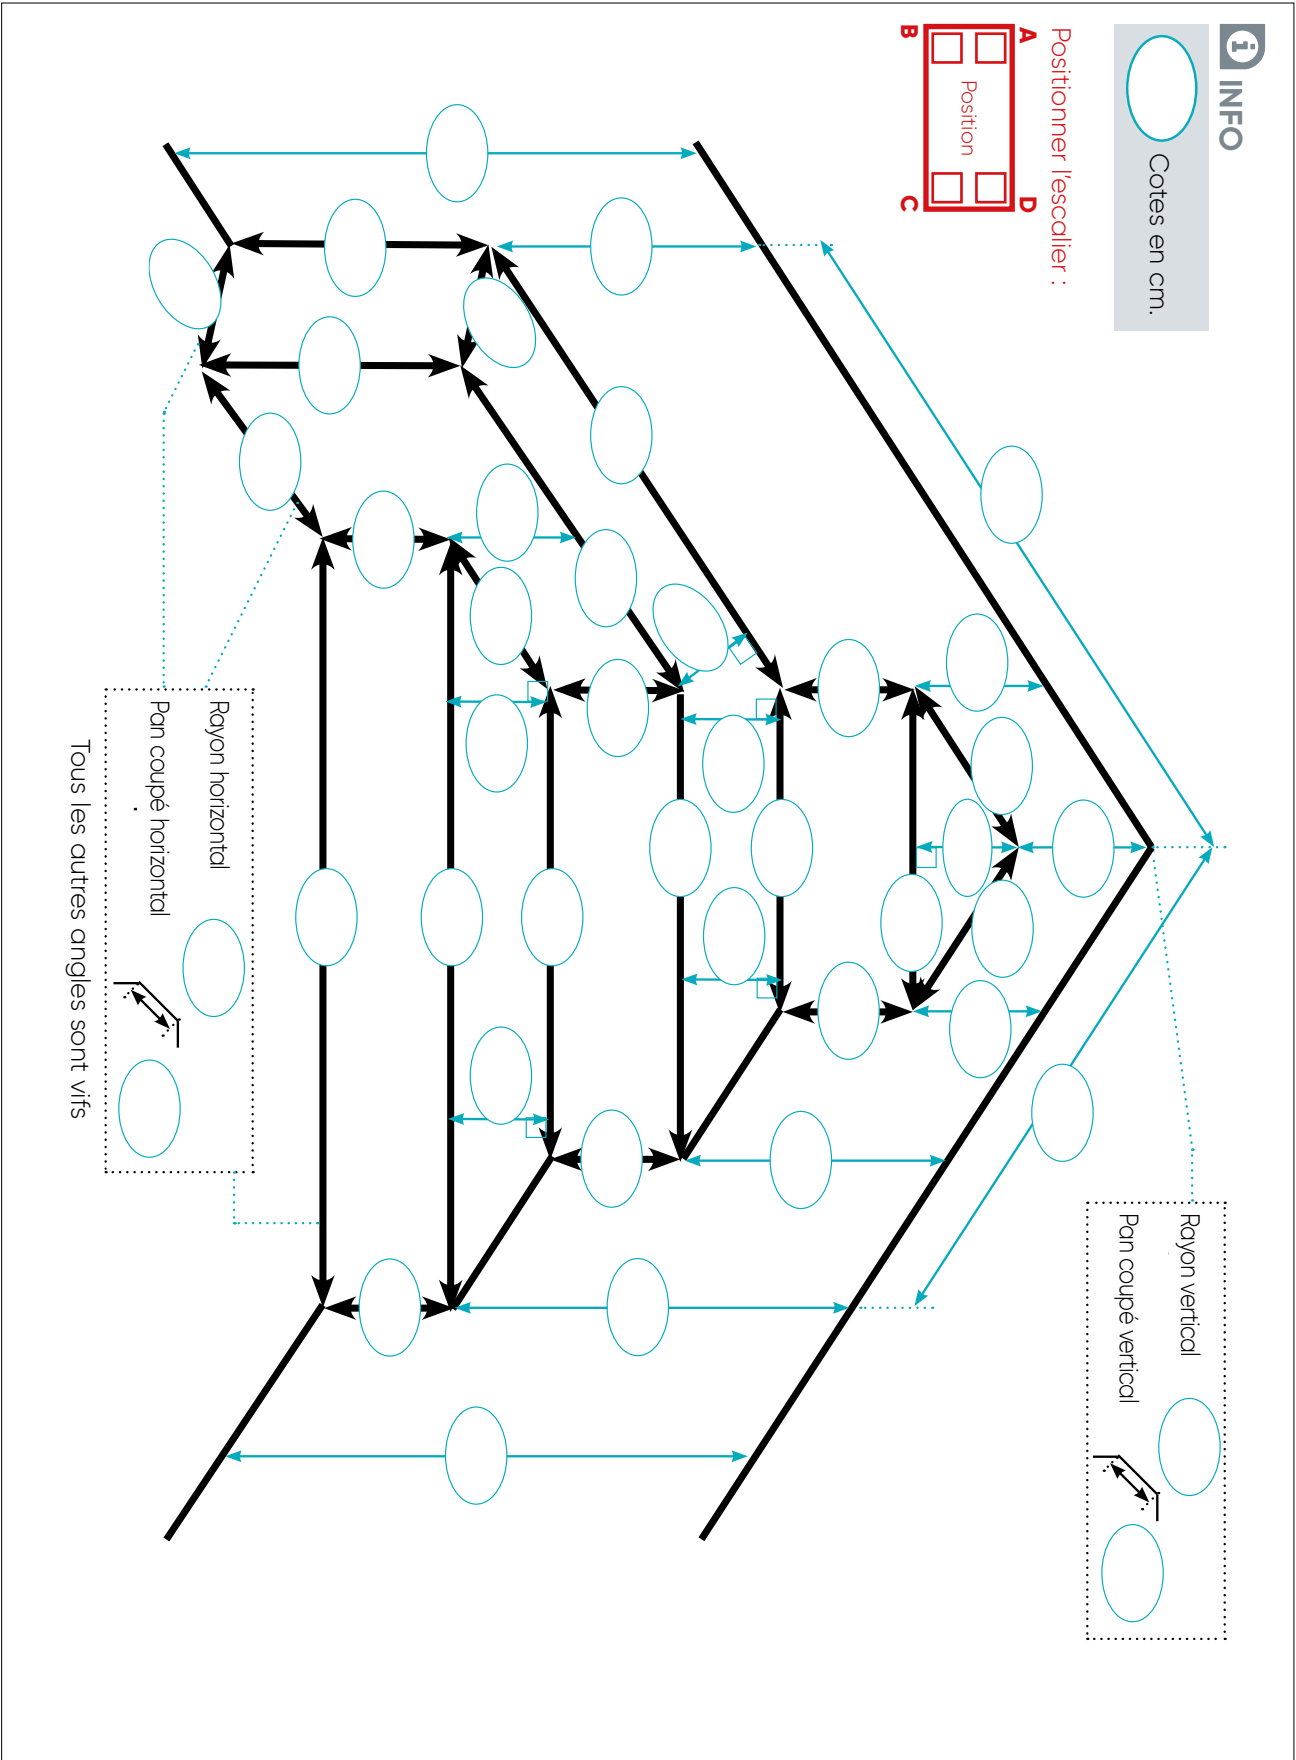 i INFO
Cotes en cm.
Positionner l'escalier :
A
D
Position
B
C
Rayon vertical
Pan coupé vertical
Rayon horizontal
Pan coupé horizontal
Tous les autres angles sont vifs